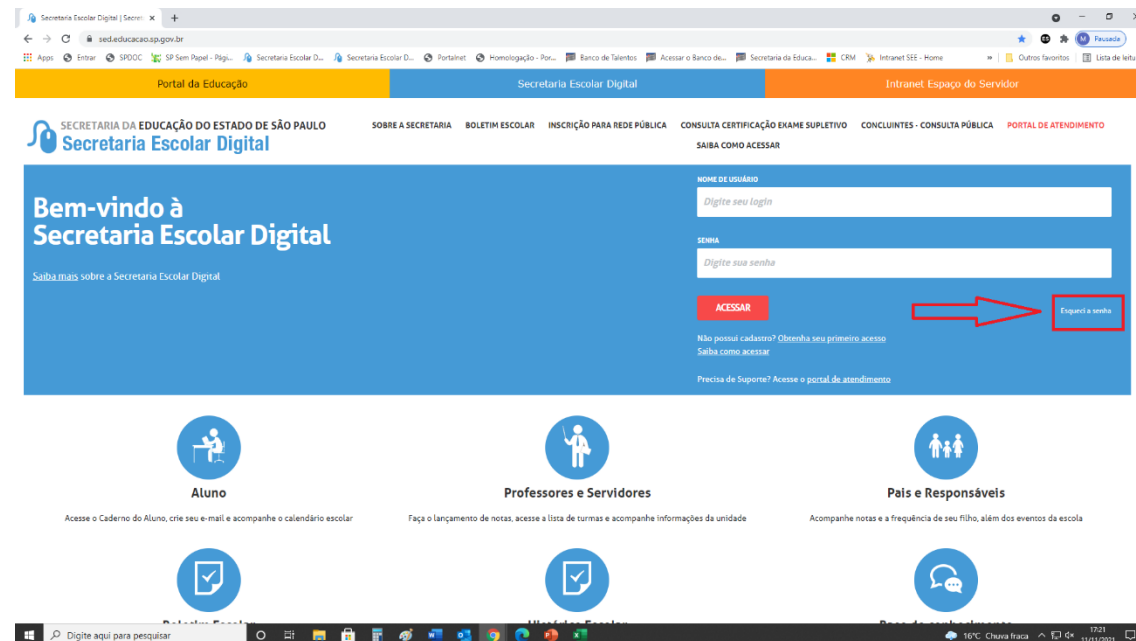 Secretaria Escolar Digital | Secret
sed.educacao.sp.gov.br
Pausada
Apps Entrar SPDOC SP Sem Papel - Pági... Secretaria Escolar D... Secretaria Escolar D... Portalnet Homologação - Por... Banco de Talentos Acessar o Banco de... Secretaria da Educa... CRM Intranet SEE - Home » Outros favoritos Lista de leitu
Portal da Educação Secretaria Escolar Digital Intranet Espaço do Servidor
SECRETARIA DA EDUCAÇÃO DO ESTADO DE SÃO PAULO
Secretaria Escolar Digital
SOBRE A SECRETARIA BOLETIM ESCOLAR INSCRIÇÃO PARA REDE PÚBLICA CONSULTA CERTIFICAÇÃO EXAME SUPLETIVO CONCLUINTES - CONSULTA PÚBLICA PORTAL DE ATENDIMENTO
SAIBA COMO ACESSAR
Bem-vindo à
Secretaria Escolar Digital
Saiba mais sobre a Secretaria Escolar Digital
NOME DE USUÁRIO
Digite seu login
SENHA
Digite sua senha
ACESSAR
Esqueci a senha
Não possui cadastro? Obtenha seu primeiro acesso
Saiba como acessar
Precisa de Suporte? Acesse o portal de atendimento
Aluno
Acesse o Caderno do Aluno, crie seu e-mail e acompanhe o calendário escolar
Professores e Servidores
Faça o lançamento de notas, acesse a lista de turmas e acompanhe informações da unidade
Pais e Responsáveis
Acompanhe notas e a frequência de seu filho, além dos eventos da escola
Digite aqui para pesquisar
16°C Chuva fraca
17:21
11/11/2021